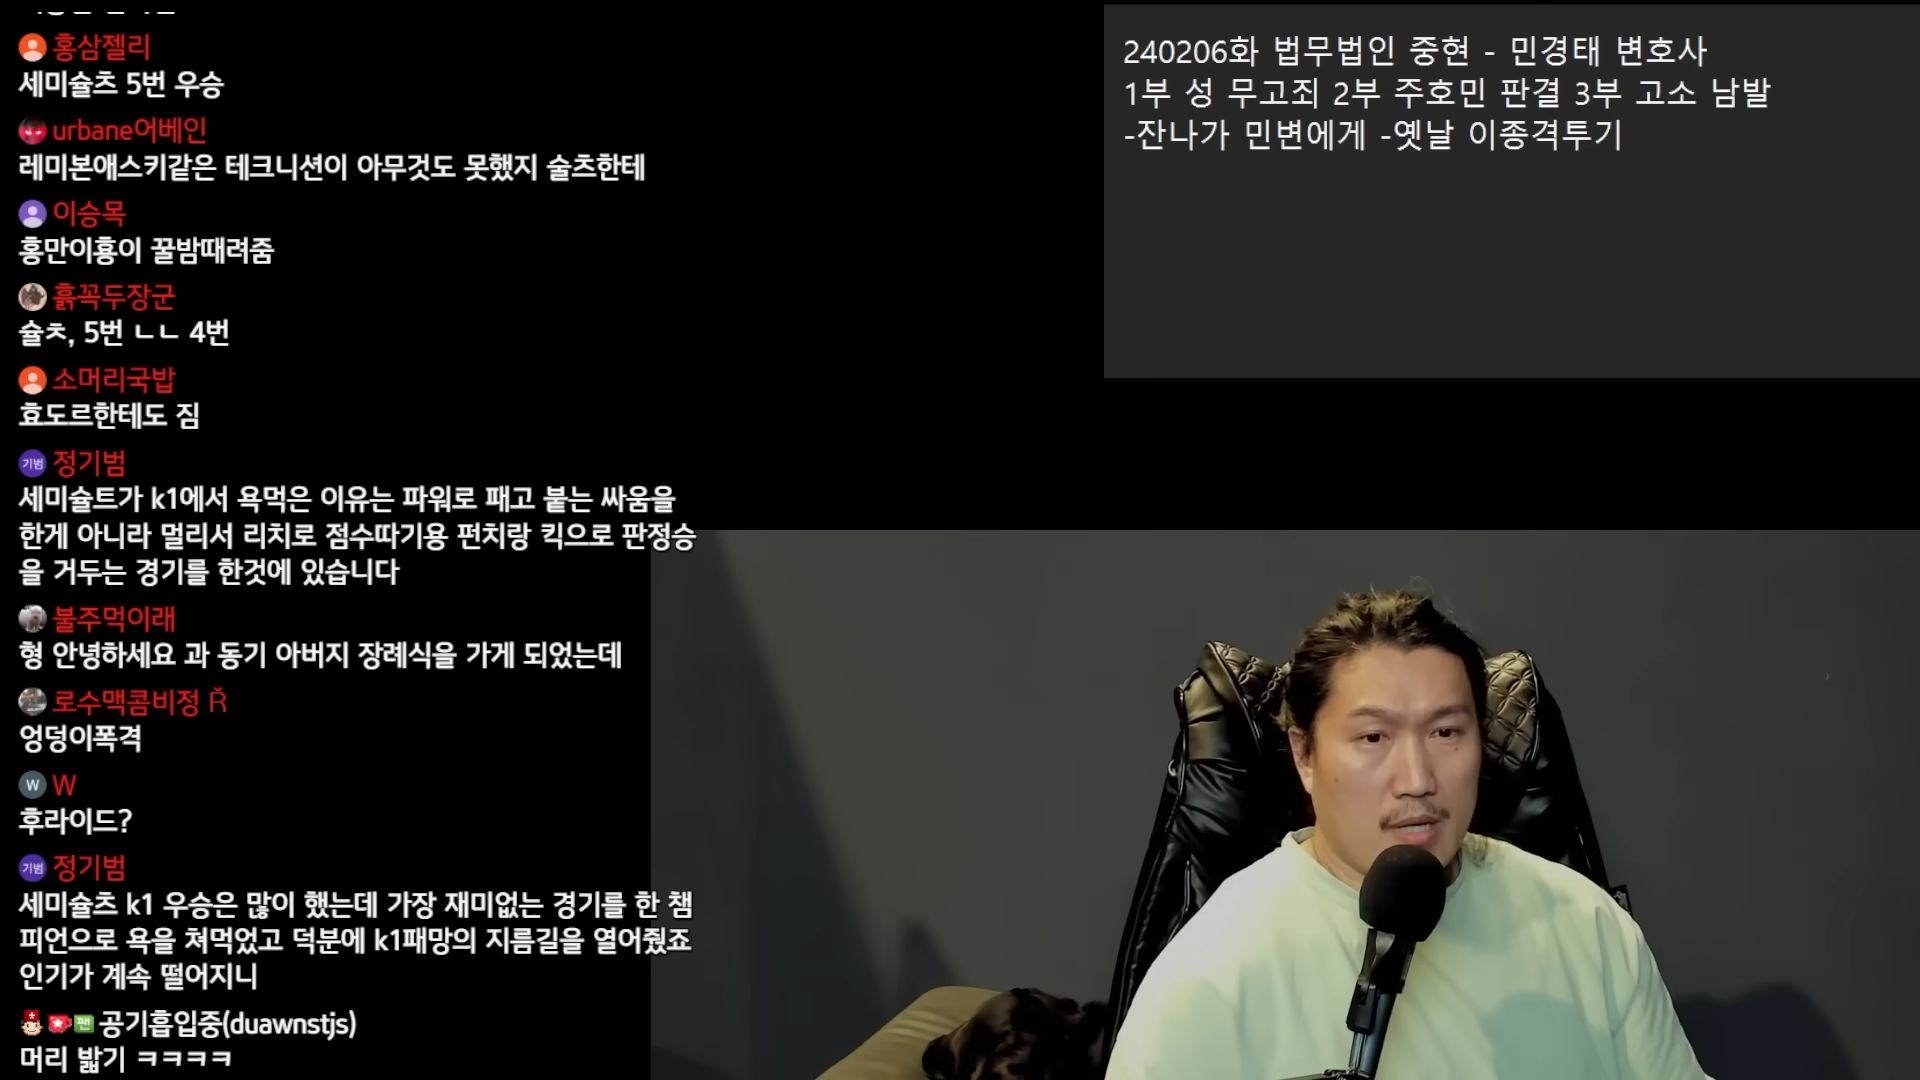 홍삼젤리
세미슐츠 5번 우승
urbane어베인
레미본얘스키같은 테크니션이 아무것도 못했지 술츠한테
이승목
홍만이횽이 꿀밤때려줌
흙꼭두장군
슐ㅊ, 5번 ㄴㄴ 4번
소머리국밥
효도르한테도 짐
기범 정기범
세미슐트가 k1에서 욕먹은 이유는 파워로 패고 붙는 싸움을
한게 아니라 멀리서 리치로 점수따기용 펀치랑 킥으로 판정승
을 거두는 경기를 한것에 있습니다
불주먹이래
형 안녕하세요 과 동기 아버지 장례식을 가게 되었는데
로수맥콤비정 Ř
엉덩이폭격
W W
후라이드?
기범 정기범
세미슐츠 k1 우승은 많이 했는데 가장 재미없는 경기를 한 챔
피언으로 욕을 쳐먹었고 덕분에 k1패망의 지름길을 열어줬죠
인기가 계속 떨어지니
팬 공기흡입중(duawnstjs)
머리 밟기 ㅋㅋㅋㅋ
240206화 법무법인 중현 - 민경태 변호사
1부 성 무고죄 2부 주호민 판결 3부 고소 남발
-잔나가 민변에게 -옛날 이종격투기